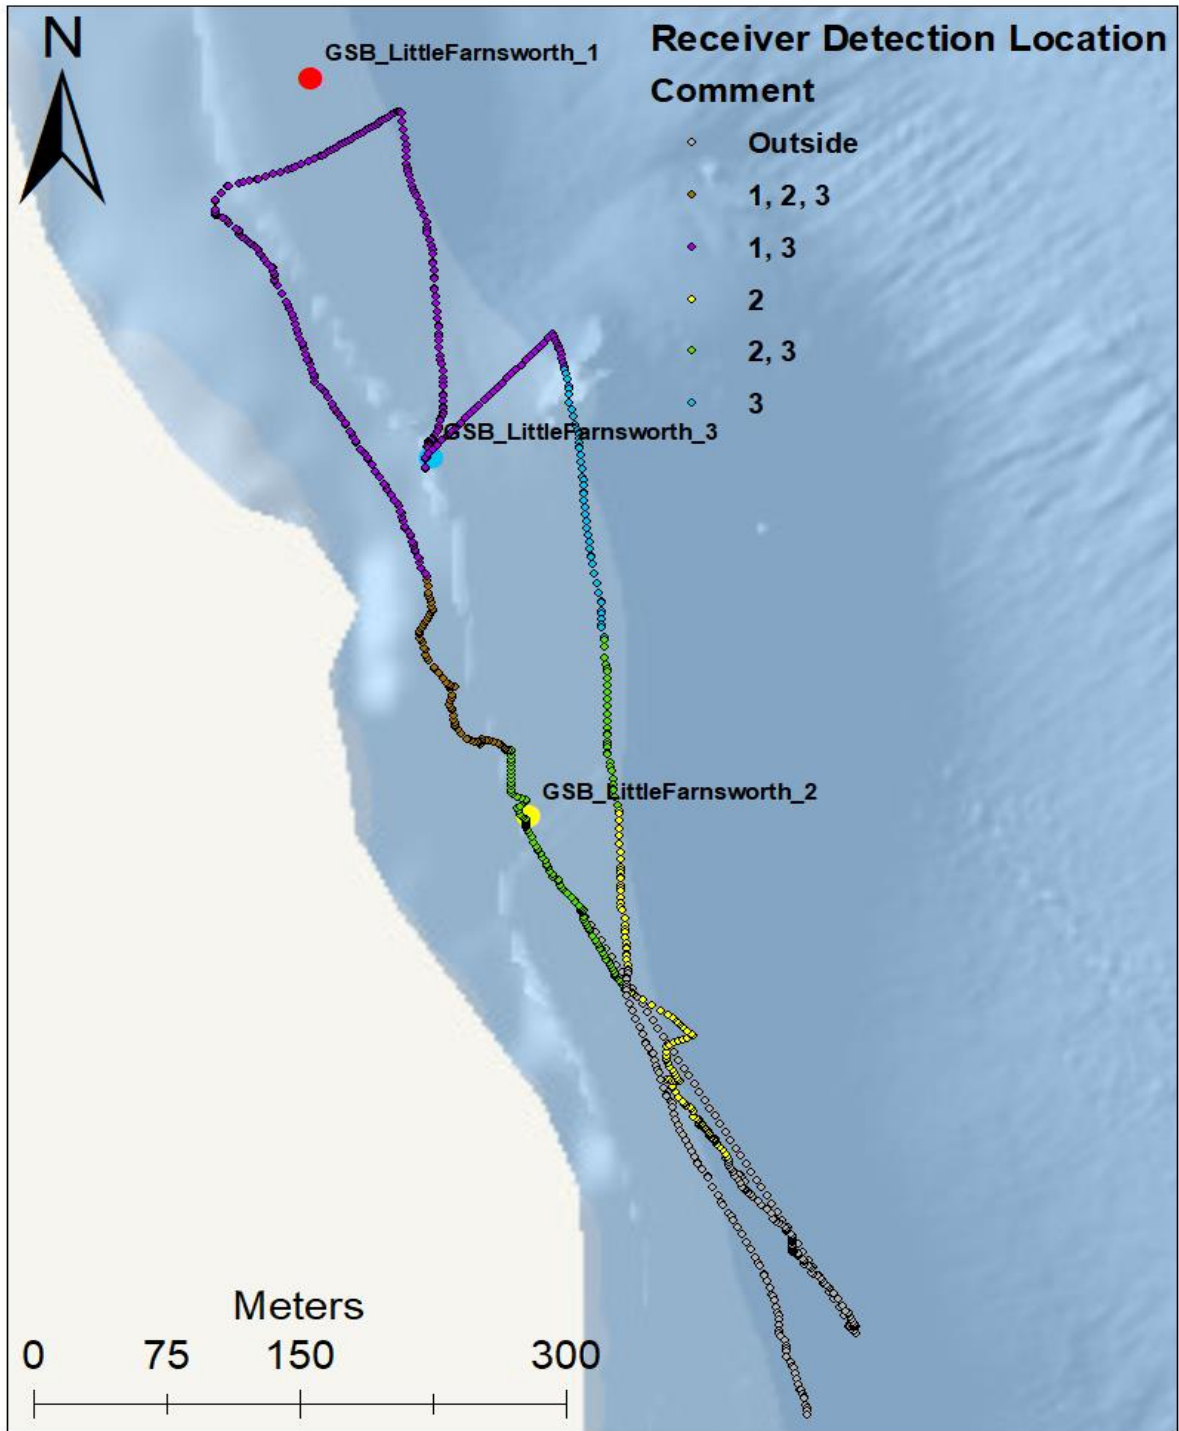 N
GSB_LittleFarnsworth_1
Receiver Detection Location
Comment
Outside
1, 2, 3
1, 3
2
2, 3
3
GSB_LittleFarnsworth_3
GSB_LittleFarnsworth_2
Meters
0 75 150 300